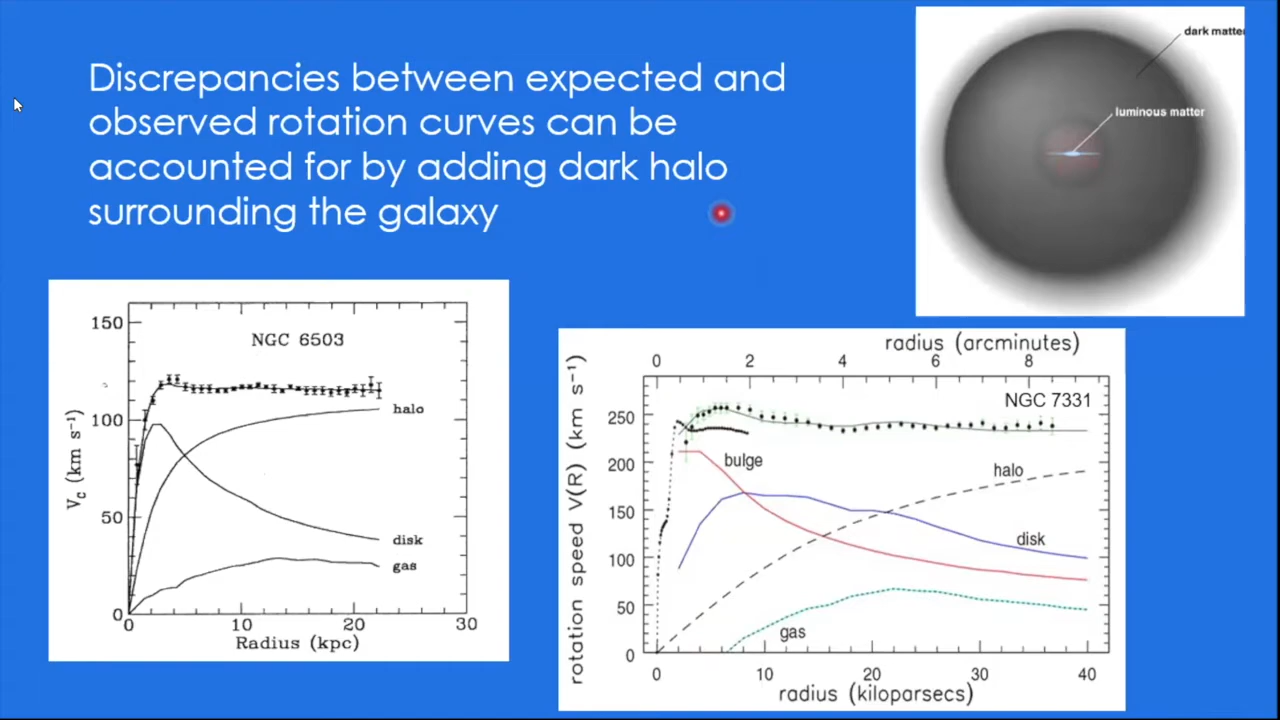 Discrepancies between expected and
observed rotation curves can be
accounted for by adding dark halo
surrounding the galaxy
dark matter
luminous matter
NGC 6503
150
100
50
0
V_c (km s⁻¹)
halo
disk
gas
0 10 20 30
Radius (kpc)
radius (arcminutes)
0 2 4 6 8
NGC 7331
rotation speed V(R) (km s⁻¹)
250
200
150
100
50
0
bulge
halo
disk
gas
0 10 20 30 40
radius (kiloparsecs)